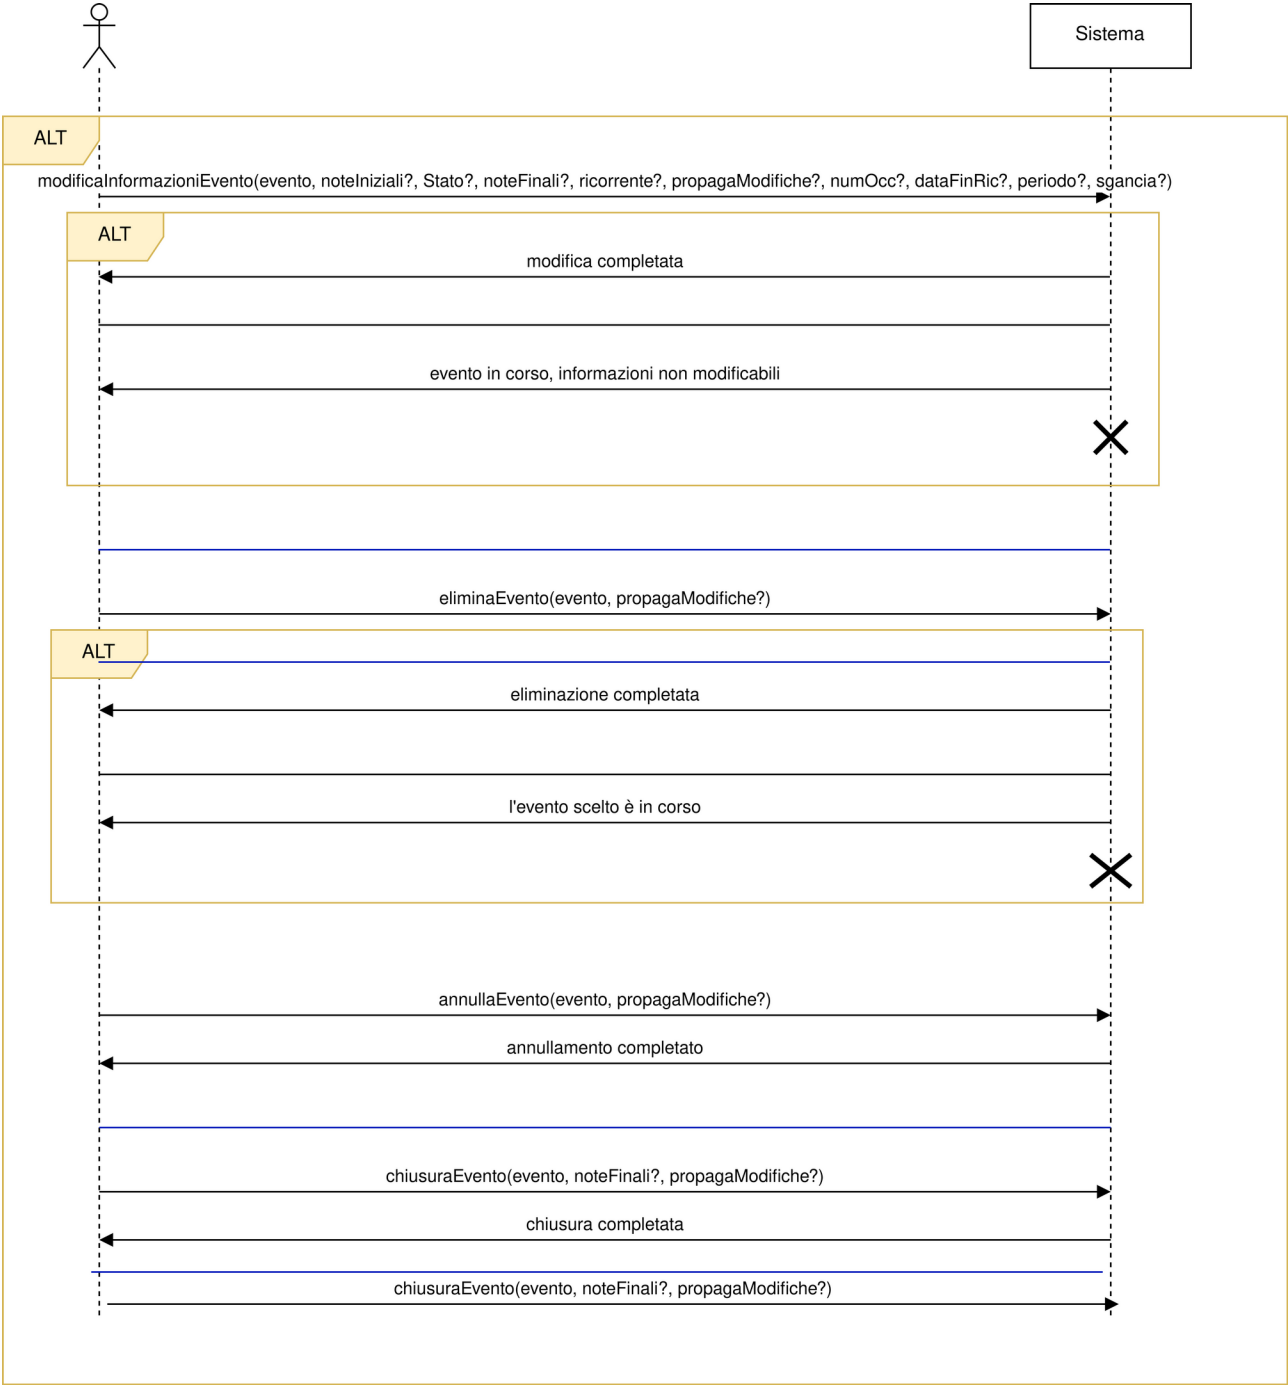 Sistema
ALT
modificaInformazioniEvento(evento, noteIniziali?, Stato?, noteFinali?, ricorrente?, propagaModifiche?, numOcc?, dataFinRic?, periodo?, sgancia?)
ALT
modifica completata
evento in corso, informazioni non modificabili
eliminaEvento(evento, propagaModifiche?)
ALT
eliminazione completata
l'evento scelto è in corso
annullaEvento(evento, propagaModifiche?)
annullamento completato
chiusuraEvento(evento, noteFinali?, propagaModifiche?)
chiusura completata
chiusuraEvento(evento, noteFinali?, propagaModifiche?)